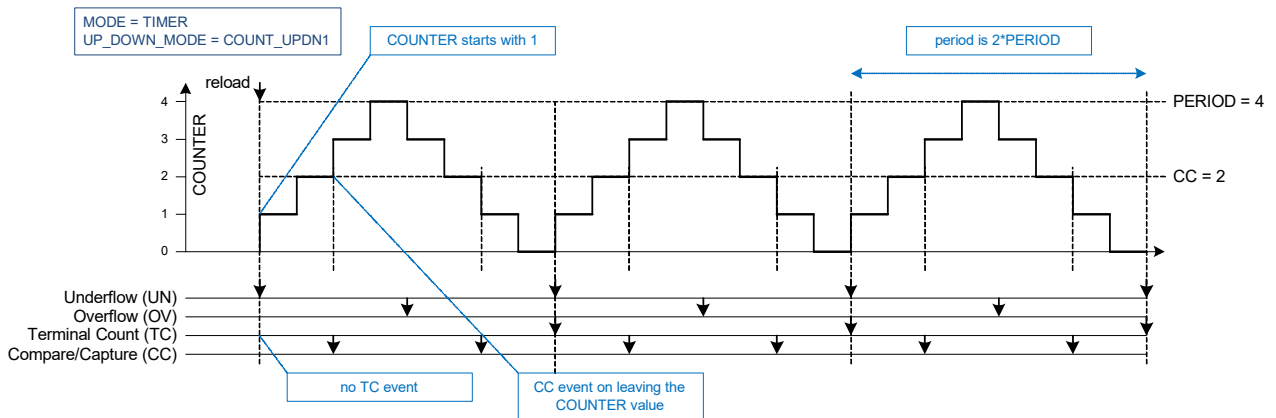 MODE = TIMER
UP_DOWN_MODE = COUNT_UPDN1
COUNTER starts with 1
period is 2*PERIOD
reload
COUNTER
4
3
2
1
0
PERIOD = 4
CC = 2
Underflow (UN)
Overflow (OV)
Terminal Count (TC)
Compare/Capture (CC)
no TC event
CC event on leaving the
COUNTER value